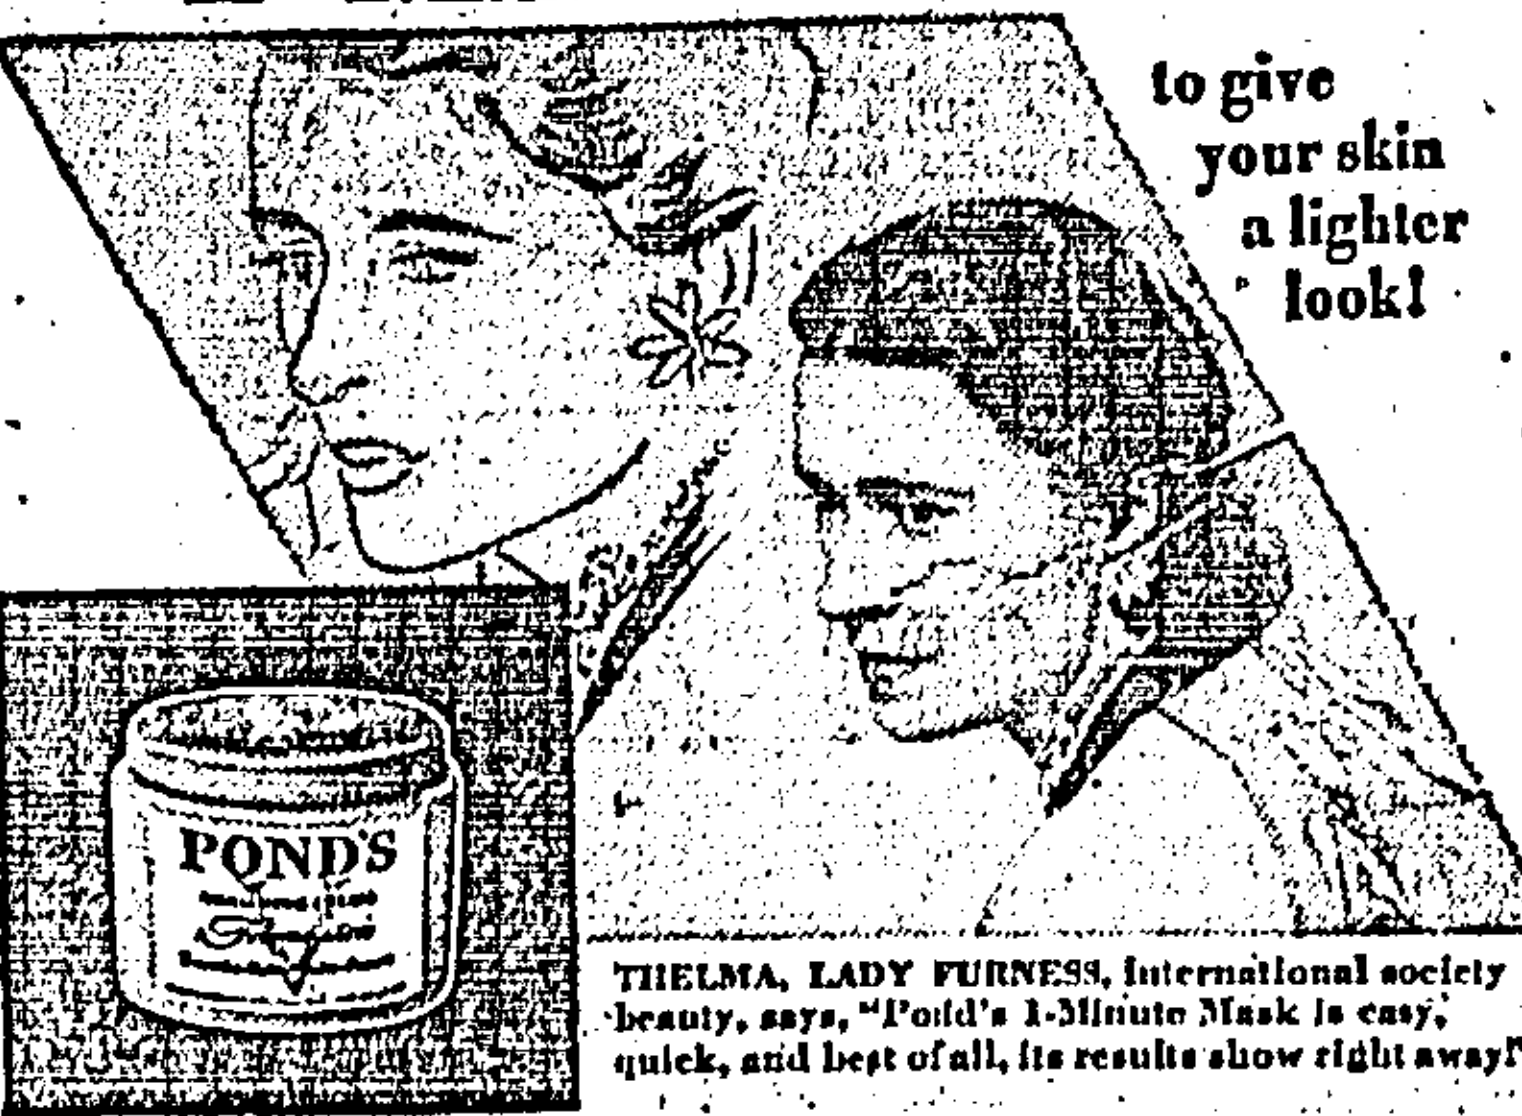 to give
your skin
a lighter
look!
POND'S
THELMA, LADY FURNESS, international society
beauty, says, "Pond's 1-Minute Mask is easy,
quick, and best of all, its results show right away!"